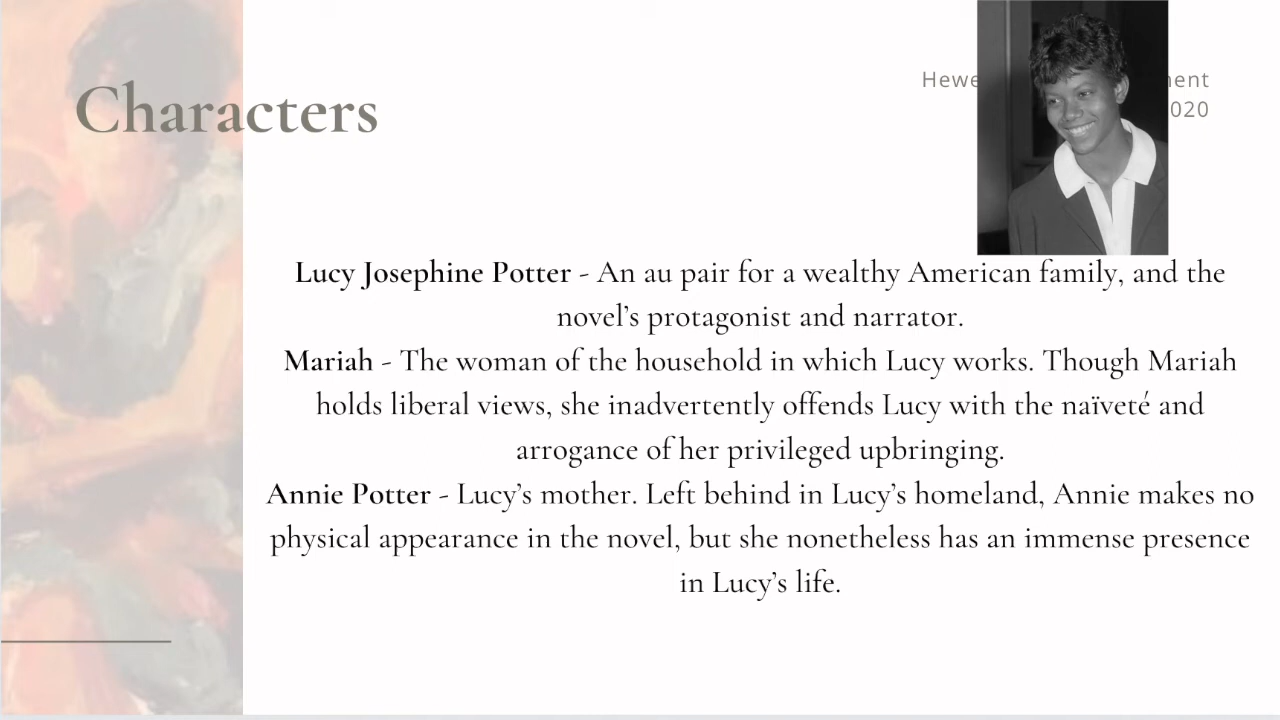 Characters
Lucy Josephine Potter - An au pair for a wealthy American family, and the
novel's protagonist and narrator.
Mariah - The woman of the household in which Lucy works. Though Mariah
holds liberal views, she inadvertently offends Lucy with the naïveté and
arrogance of her privileged upbringing.
Annie Potter - Lucy's mother. Left behind in Lucy's homeland, Annie makes no
physical appearance in the novel, but she nonetheless has an immense presence
in Lucy's life.